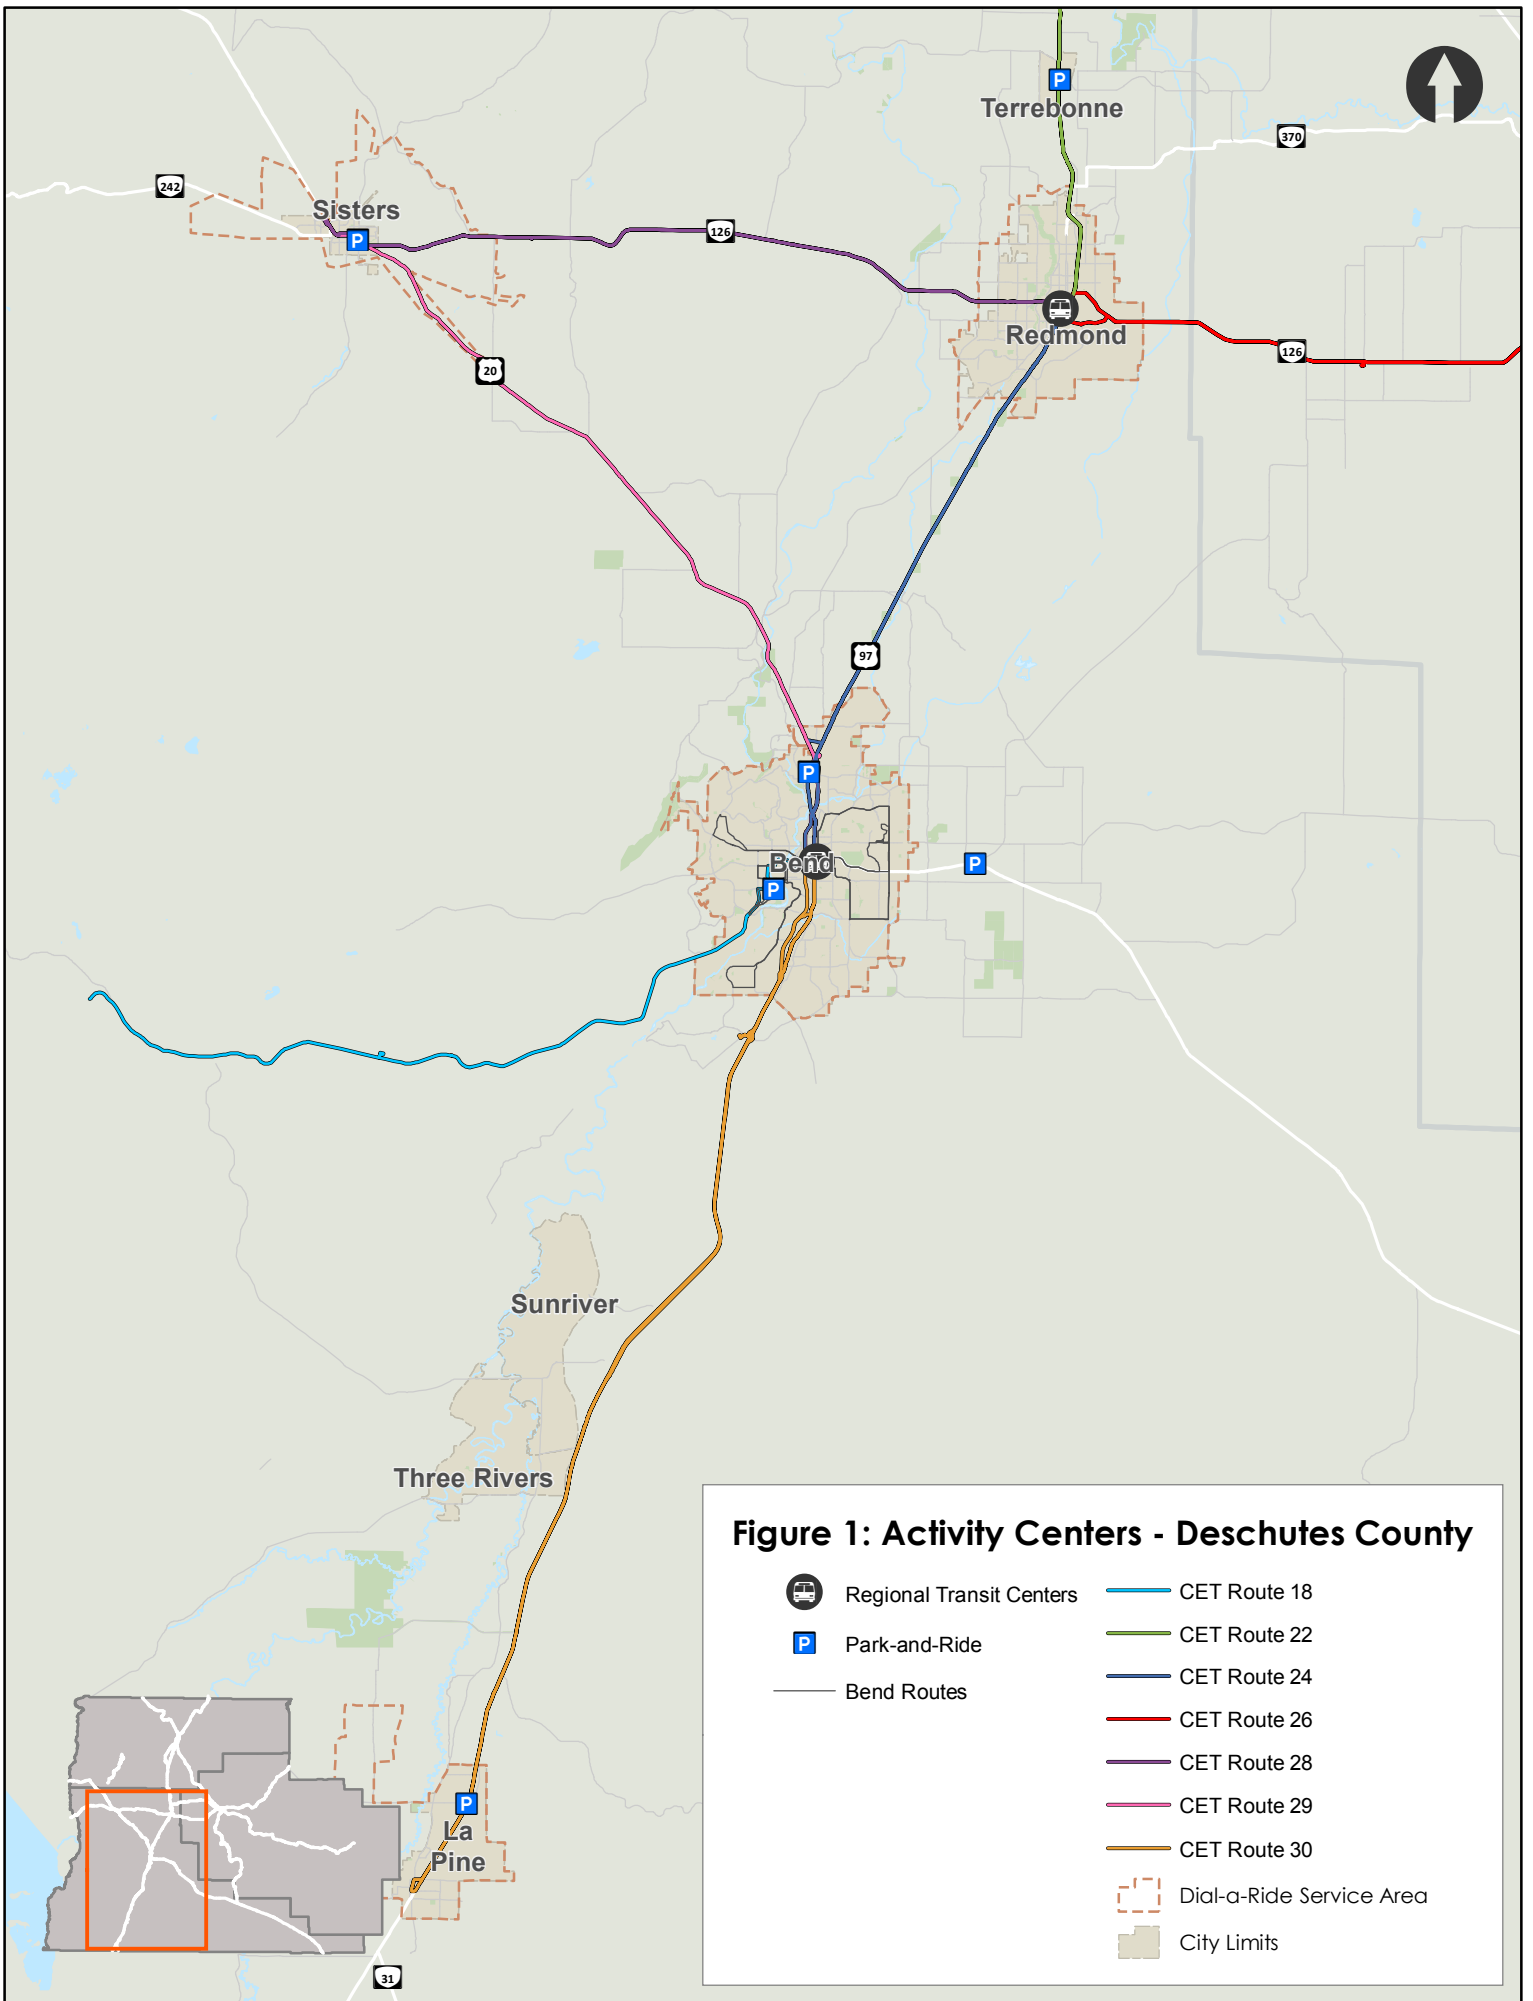 P
Terrebonne
370
242
Sisters
P
126
Redmond
126
20
97
P
Bend
P
P
Sunriver
Three Rivers
P
La
Pine
31
Figure 1: Activity Centers - Deschutes County
Regional Transit Centers
P Park-and-Ride
Bend Routes
CET Route 18
CET Route 22
CET Route 24
CET Route 26
CET Route 28
CET Route 29
CET Route 30
Dial-a-Ride Service Area
City Limits